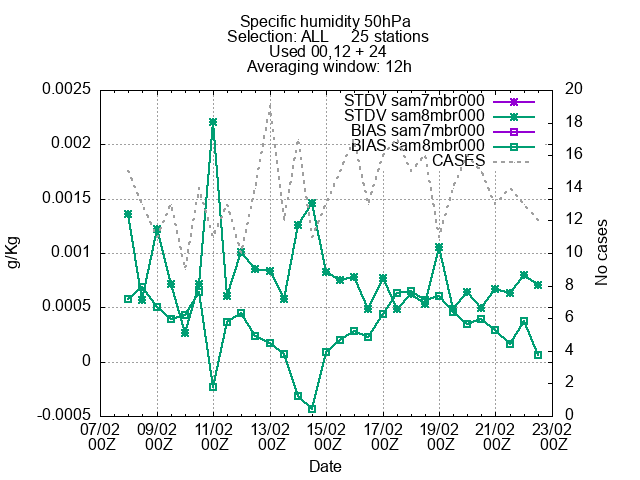 Specific humidity 50hPa
Selection: ALL     25 stations
Used 00,12 + 24
Averaging window: 12h
0.0025
0.002
0.0015
0.001
0.0005
0
-0.0005
g/Kg
STDV sam7mbr000
STDV sam8mbr000
BIAS sam7mbr000
BIAS sam8mbr000
CASES
20
18
16
14
12
10
8
6
4
2
0
No cases
07/02 09/02 11/02 13/02 15/02 17/02 19/02 21/02 23/02
00Z 00Z 00Z 00Z 00Z 00Z 00Z 00Z 00Z
Date